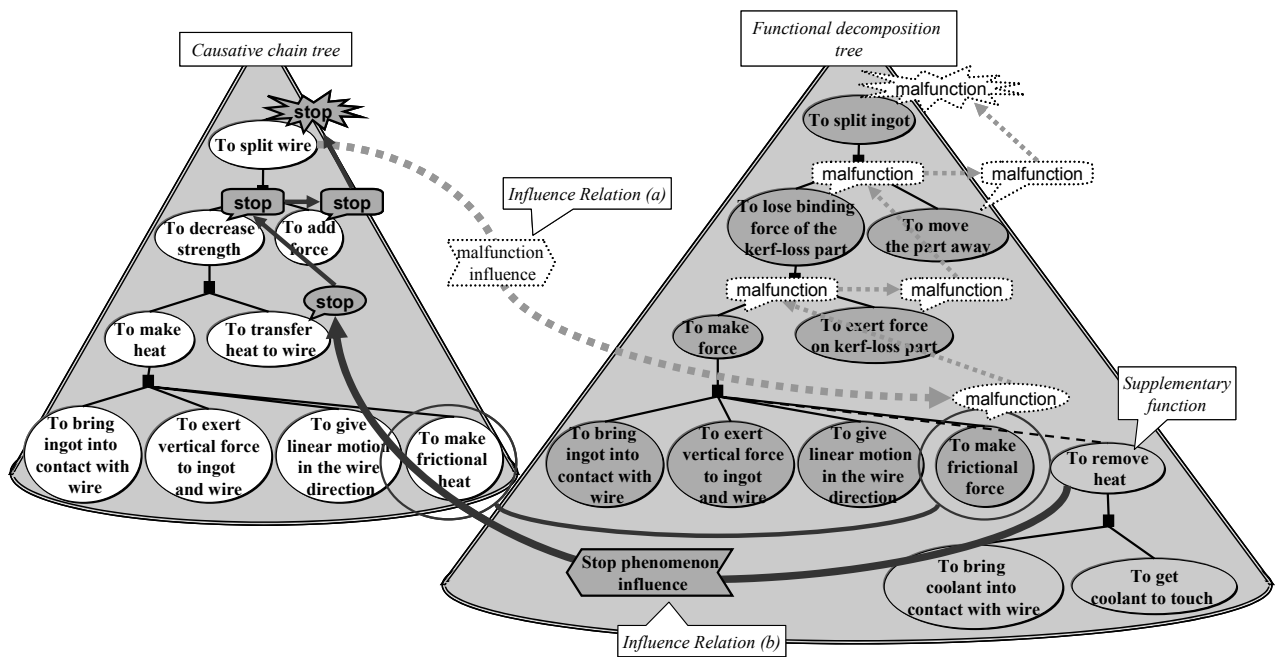 Causative chain tree
stop
To split wire
stop
stop
To decrease
strength
To add
force
stop
To make
heat
To transfer
heat to wire
To bring
ingot into
contact with
wire
To exert
vertical force
to ingot
and wire
To give
linear motion
in the wire
direction
To make
frictional
heat
Influence Relation (a)
malfunction
influence
Functional decomposition
tree
malfunction
To split ingot
malfunction
malfunction
To lose binding
force of the
kerf-loss part
To move
the part away
malfunction
malfunction
To make
force
To exert force
on kerf-loss part
malfunction
Supplementary
function
To bring
ingot into
contact with
wire
To exert
vertical force
to ingot
and wire
To give
linear motion
in the wire
direction
To make
frictional
force
To remove
heat
Stop phenomenon
influence
To bring
coolant into
contact with wire
To get
coolant to touch
Influence Relation (b)